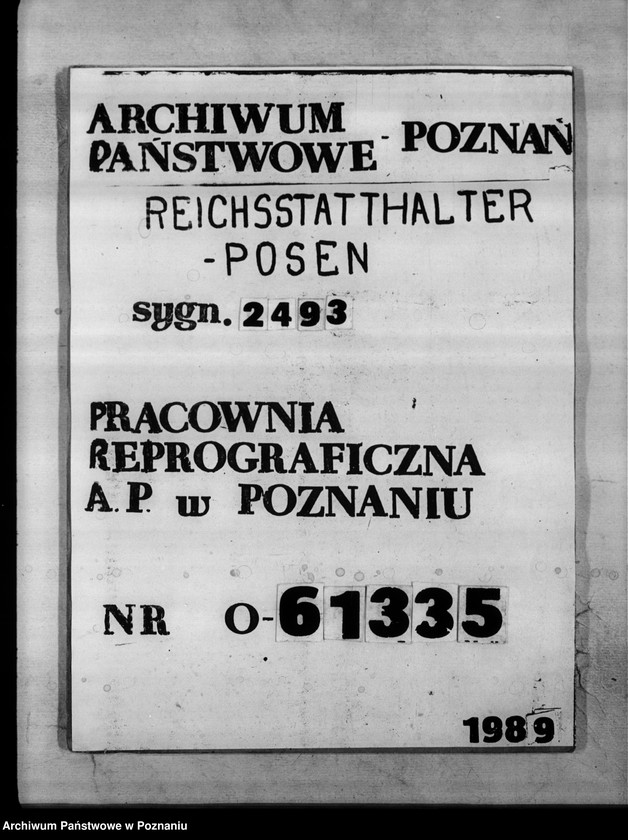 ARCHIWUM
PAŃSTWOWE - POZNAŃ
REICHSSTATTHALTER
-POSEN
sygn. 2493
PRACOWNIA
REPROGRAFICZNA
A.P. w POZNANIU
NR O-61335
1989
Archiwum Państwowe w Poznaniu